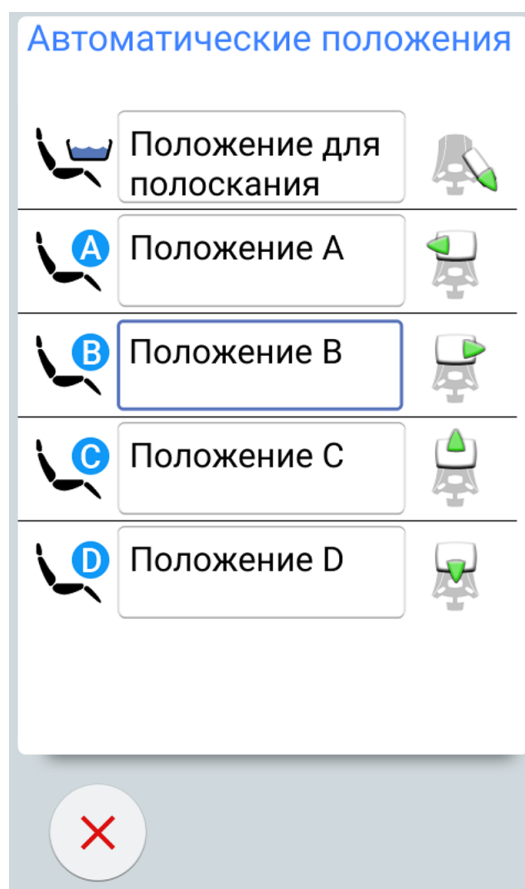 Автоматические положения
Положение для
полоскания
A
Положение A
B
Положение B
C
Положение C
D
Положение D